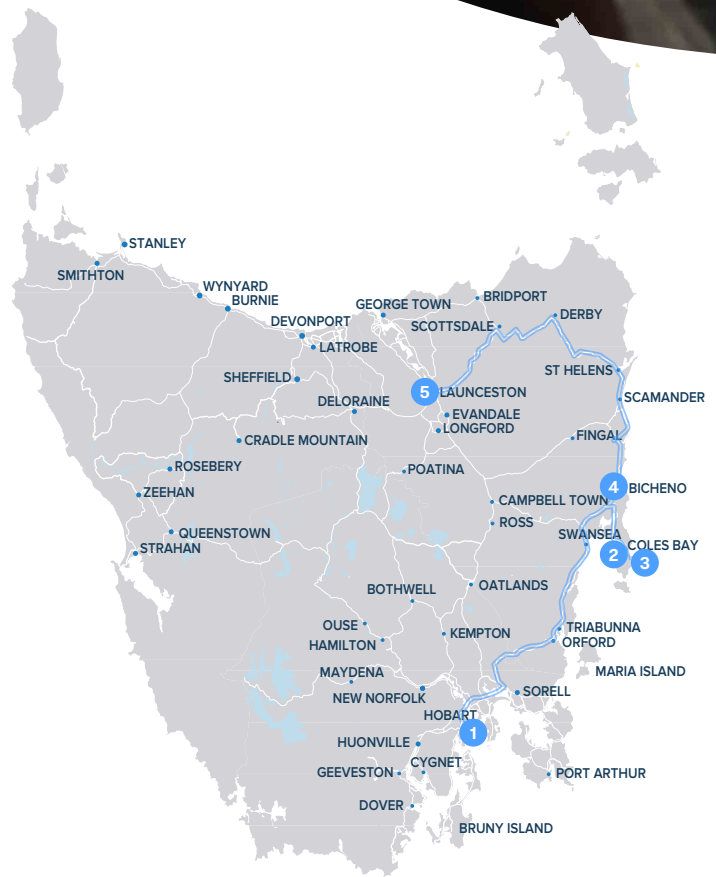 STANLEY
SMITHTON
WYNYARD
BURNIE
GEORGE TOWN
BRIDPORT
DERBY
DEVONPORT
SCOTTSDALE
LATROBE
ST HELENS
SHEFFIELD
5
LAUNCESTON
DELORAINE
SCAMANDER
EVANDALE
LONGFORD
FINGAL
CRADLE MOUNTAIN
ROSEBERY
POATINA
4
BICHENO
ZEEHAN
CAMPBELL TOWN
ROSS
QUEENSTOWN
SWANSEA
STRAHAN
2
COLES BAY
3
BOTHWELL
OATLANDS
OUSE
TRIABUNNA
KEMPTON
ORFORD
HAMILTON
MAYDENA
MARIA ISLAND
NEW NORFOLK
SORELL
HOBART
1
HUONVILLE
CYGNET
GEEVESTON
PORT ARTHUR
DOVER
BRUNY ISLAND